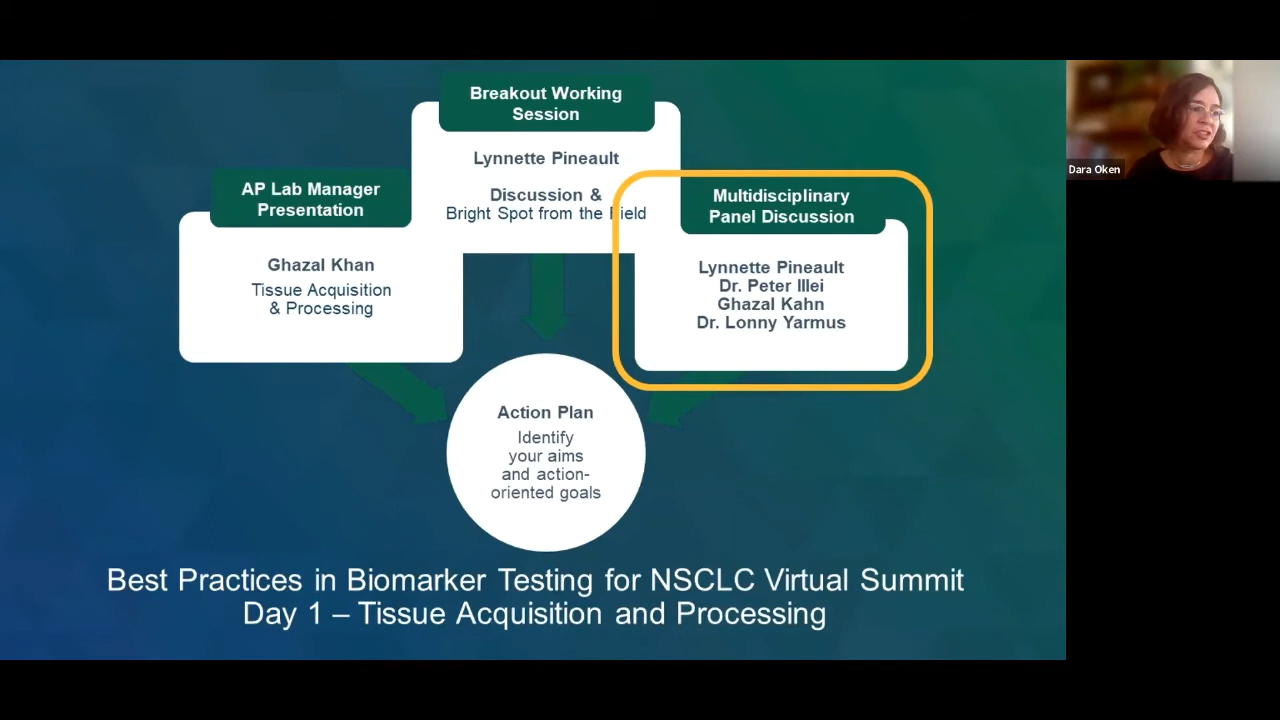 Breakout Working
Session
Lynnette Pineault
Discussion &
Bright Spot from the Field
AP Lab Manager
Presentation
Ghazal Khan
Tissue Acquisition
& Processing
Multidisciplinary
Panel Discussion
Lynnette Pineault
Dr. Peter Illei
Ghazal Kahn
Dr. Lonny Yarmus
Action Plan
Identify
your aims
and action-
oriented goals
Best Practices in Biomarker Testing for NSCLC Virtual Summit
Day 1 – Tissue Acquisition and Processing
Dara Oken